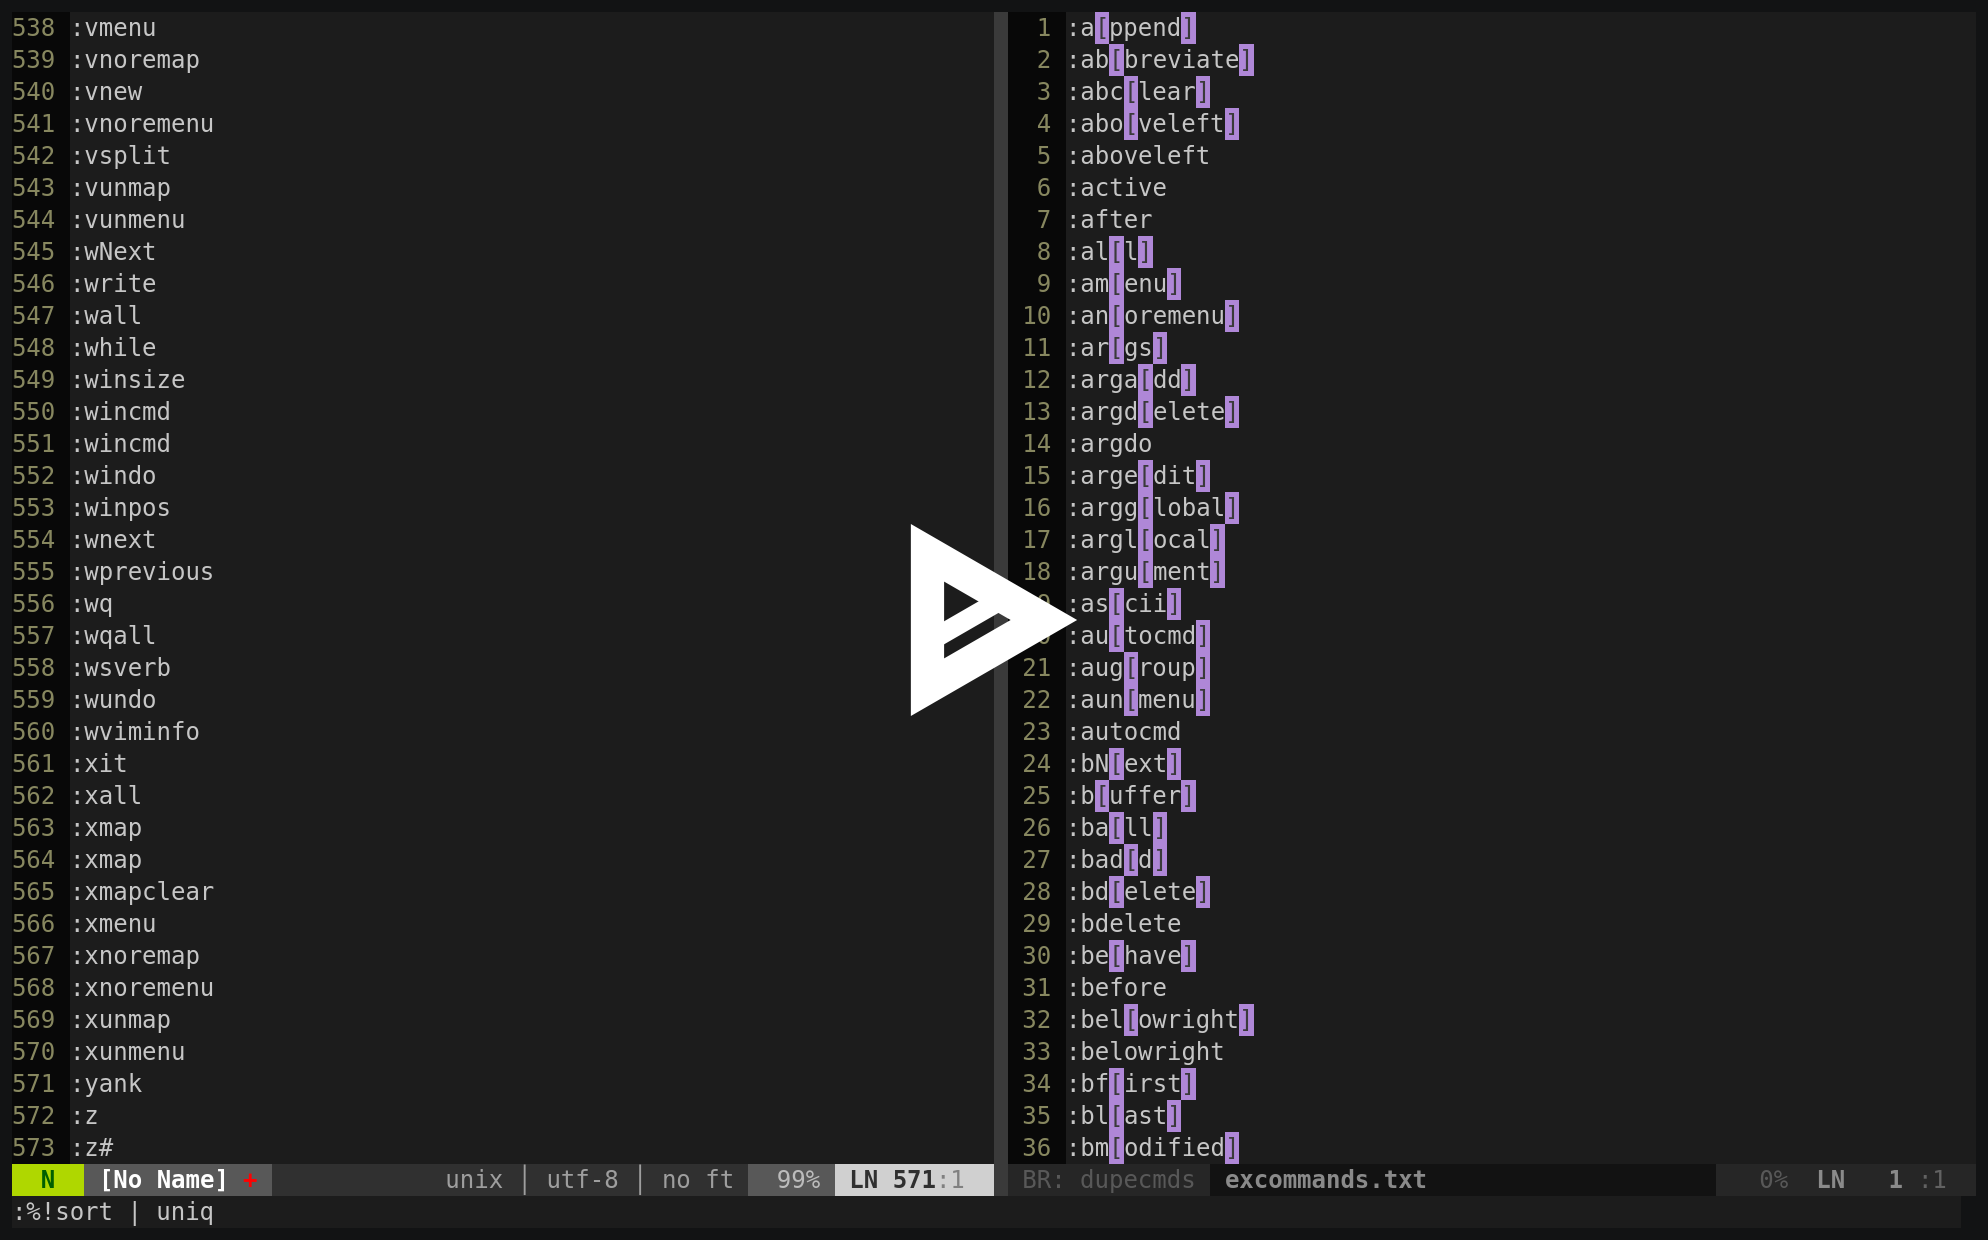 538 :vmenu
539 :vnoremap
540 :vnew
541 :vnoremenu
542 :vsplit
543 :vunmap
544 :vunmenu
545 :wNext
546 :write
547 :wall
548 :while
549 :winsize
550 :wincmd
551 :wincmd
552 :windo
553 :winpos
554 :wnext
555 :wprevious
556 :wq
557 :wqall
558 :wsverb
559 :wundo
560 :wviminfo
561 :xit
562 :xall
563 :xmap
564 :xmap
565 :xmapclear
566 :xmenu
567 :xnoremap
568 :xnoremenu
569 :xunmap
570 :xunmenu
571 :yank
572 :z
573 :z#
N [No Name] + unix │ utf-8 │ no ft 99% LN 571:1
1 :a[ppend]
2 :ab[breviate]
3 :abc[lear]
4 :abo[veleft]
5 :aboveleft
6 :active
7 :after
8 :al[l]
9 :am[enu]
10 :an[oremenu]
11 :ar[gs]
12 :arga[dd]
13 :argd[elete]
14 :argdo
15 :arge[dit]
16 :argg[lobal]
17 :argl[ocal]
18 :argu[ment]
:as[cii]
:au[tocmd]
21 :aug[roup]
22 :aun[menu]
23 :autocmd
24 :bN[ext]
25 :b[uffer]
26 :ba[ll]
27 :bad[d]
28 :bd[elete]
29 :bdelete
30 :be[have]
31 :before
32 :bel[owright]
33 :belowright
34 :bf[irst]
35 :bl[ast]
36 :bm[odified]
BR: dupecmds excommands.txt 0% LN 1 :1
:%!sort | uniq